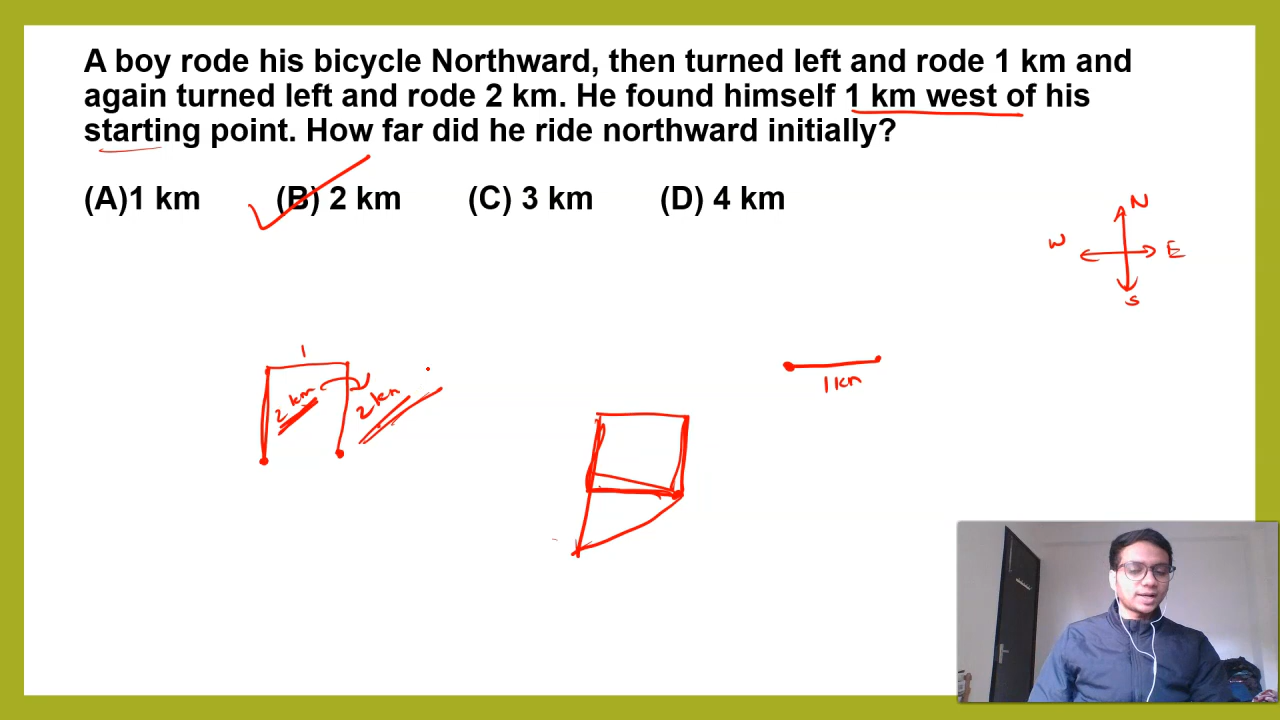 A boy rode his bicycle Northward, then turned left and rode 1 km and
again turned left and rode 2 km. He found himself 1 km west of his
starting point. How far did he ride northward initially?
(A)1 km (B) 2 km (C) 3 km (D) 4 km
N
W E
S
1
2 km 2 km
1 km